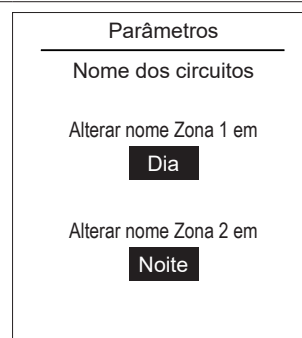 Parâmetros
Nome dos circuitos
Alterar nome Zona 1 em
Dia
Alterar nome Zona 2 em
Noite